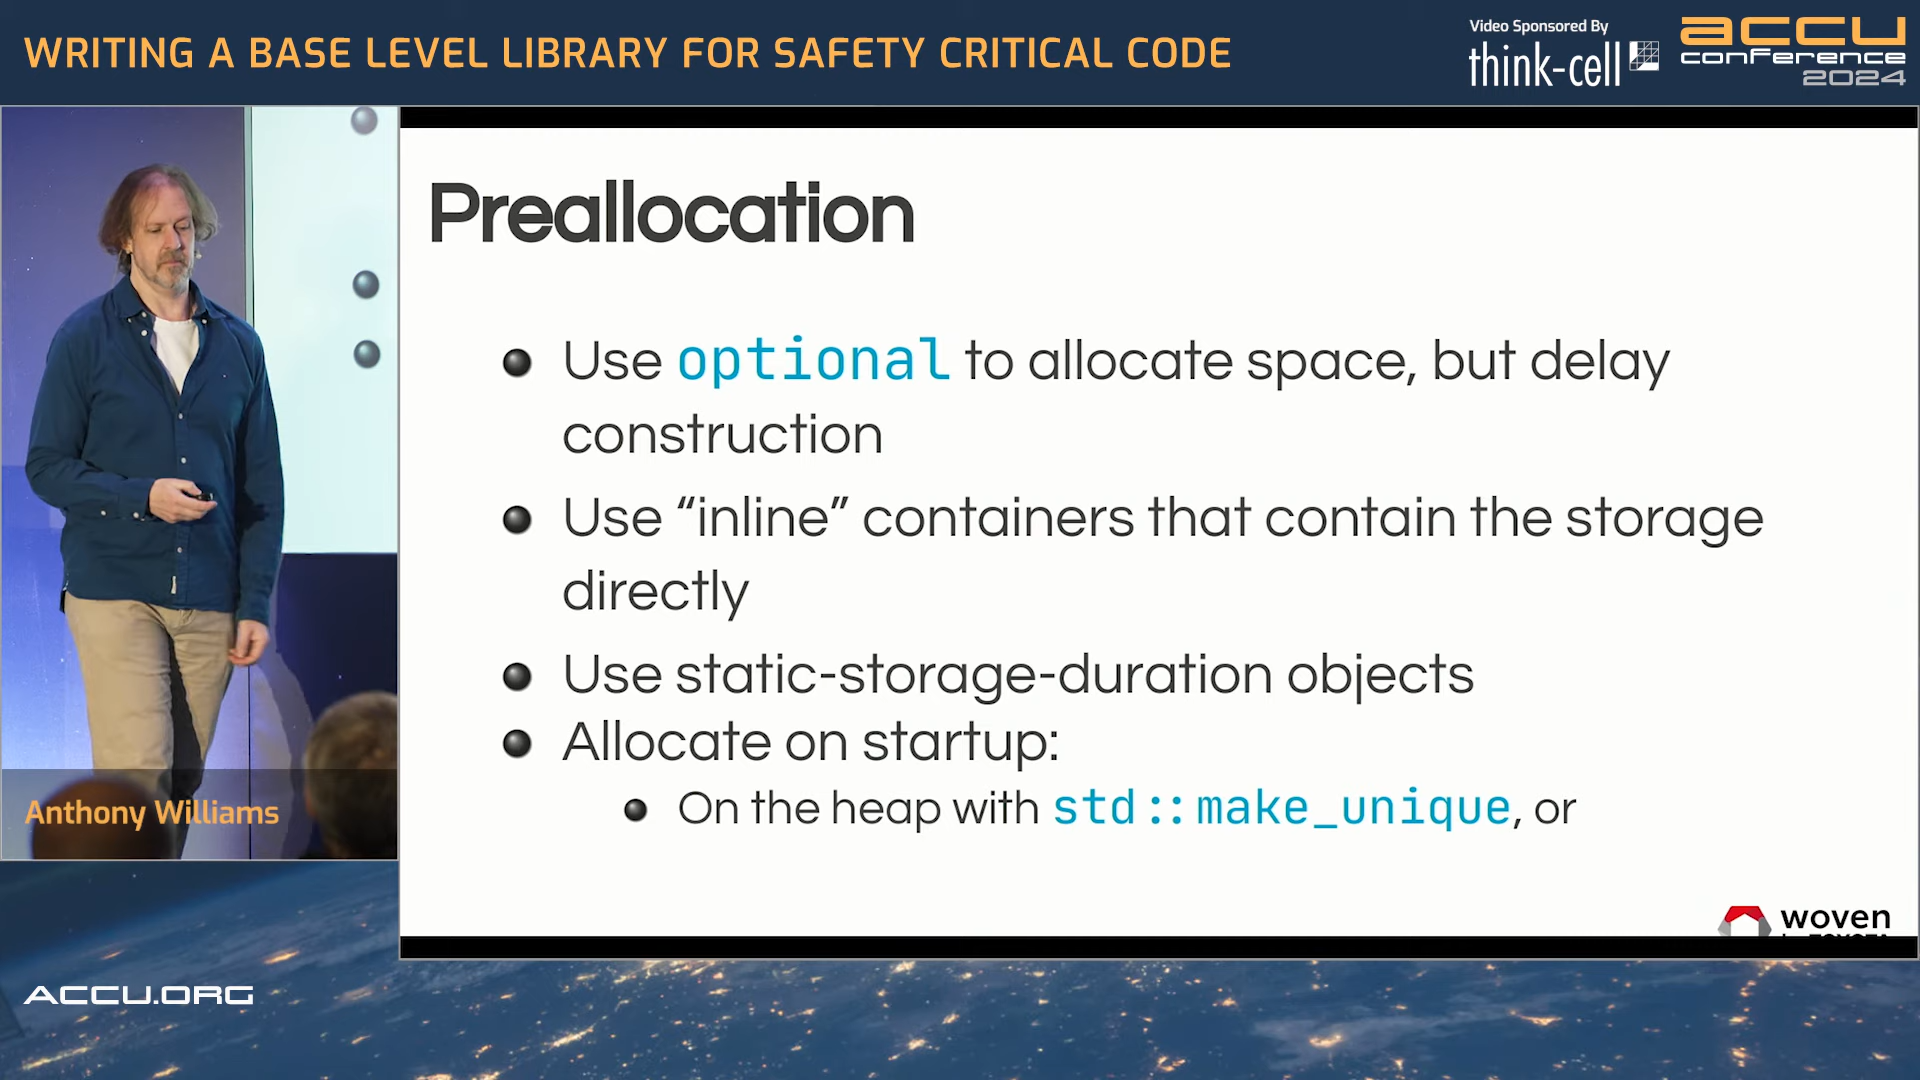 WRITING A BASE LEVEL LIBRARY FOR SAFETY CRITICAL CODE
Video Sponsored By
think-cell
accu
conference
2024
Preallocation
Use optional to allocate space, but delay
construction
Use “inline” containers that contain the storage
directly
Use static-storage-duration objects
Allocate on startup:
On the heap with std::make_unique, or
Anthony Williams
woven
ACCU.ORG